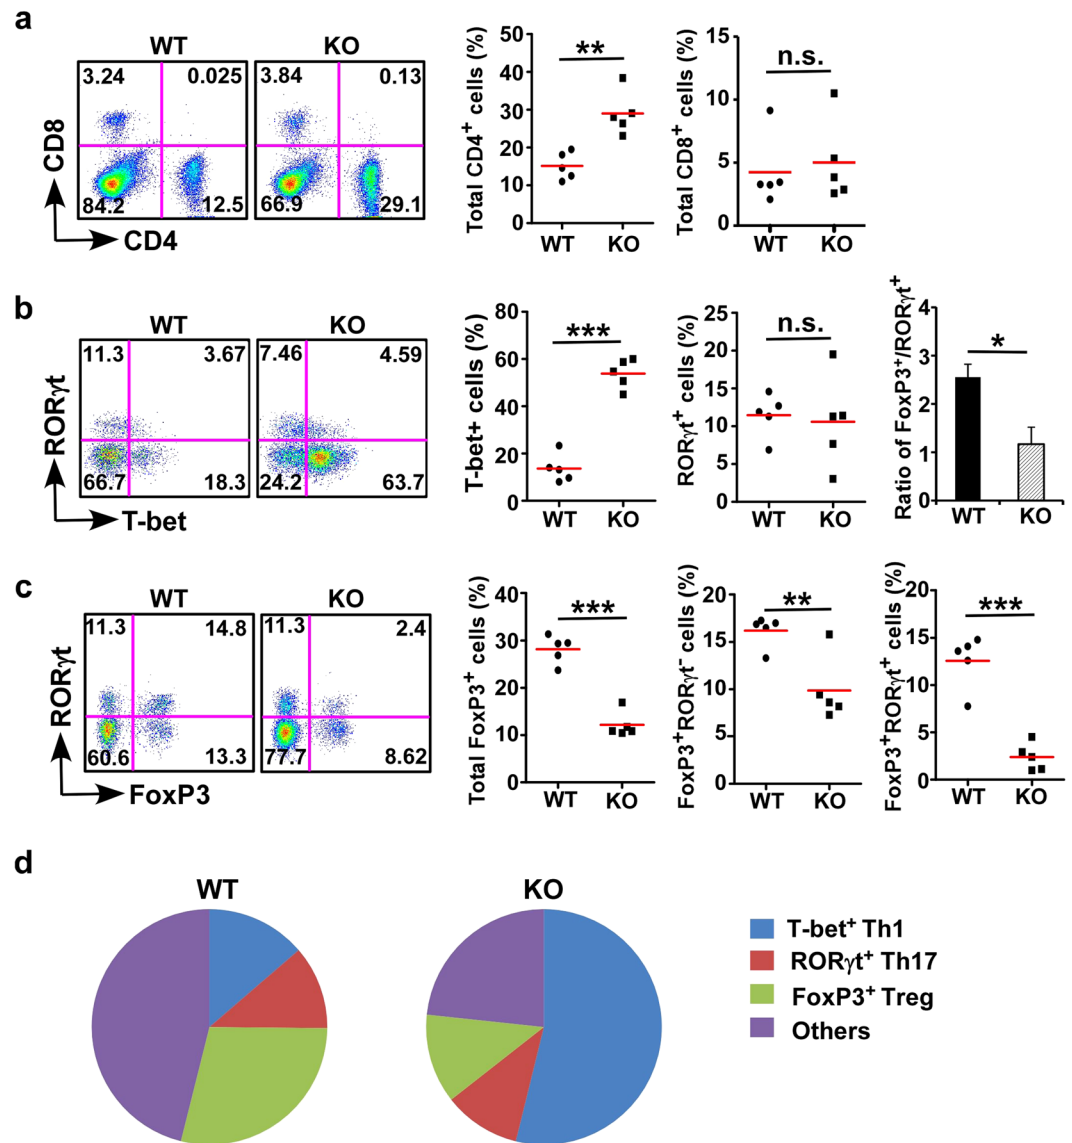 a
WT
KO
3.24
0.025
84.2
12.5
3.84
0.13
66.9
29.1
CD8
CD4
Total CD4+ cells (%)
50
40
30
20
10
0
**
WT
KO
Total CD8+ cells (%)
15
10
5
0
n.s.
WT
KO
b
WT
KO
11.3
3.67
66.7
18.3
7.46
4.59
24.2
63.7
RORγt
T-bet
T-bet+ cells (%)
80
60
40
20
0
***
WT
KO
RORγt+ cells (%)
25
20
15
10
5
0
n.s.
WT
KO
Ratio of FoxP3+/RORγt+
4
3
2
1
0
*
WT
KO
c
WT
KO
11.3
14.8
60.6
13.3
11.3
2.4
77.7
8.62
RORγt
FoxP3
Total FoxP3+ cells (%)
40
30
20
10
0
***
WT
KO
FoxP3+RORγt- cells (%)
20
15
10
5
0
**
WT
KO
FoxP3+RORγt+ cells (%)
20
15
10
5
0
***
WT
KO
d
WT
KO
T-bet+ Th1
RORγt+ Th17
FoxP3+ Treg
Others